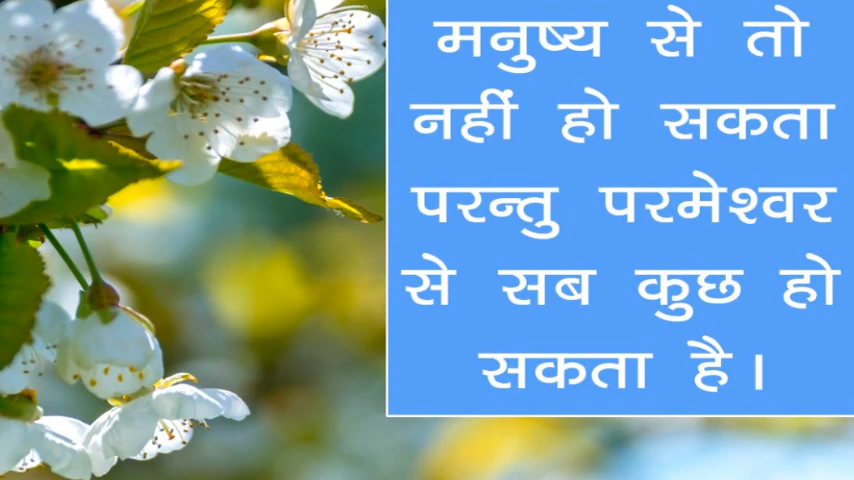 मनुष्य से तो
नहीं हो सकता
परन्तु परमेश्वर
से सब कुछ हो
सकता है।